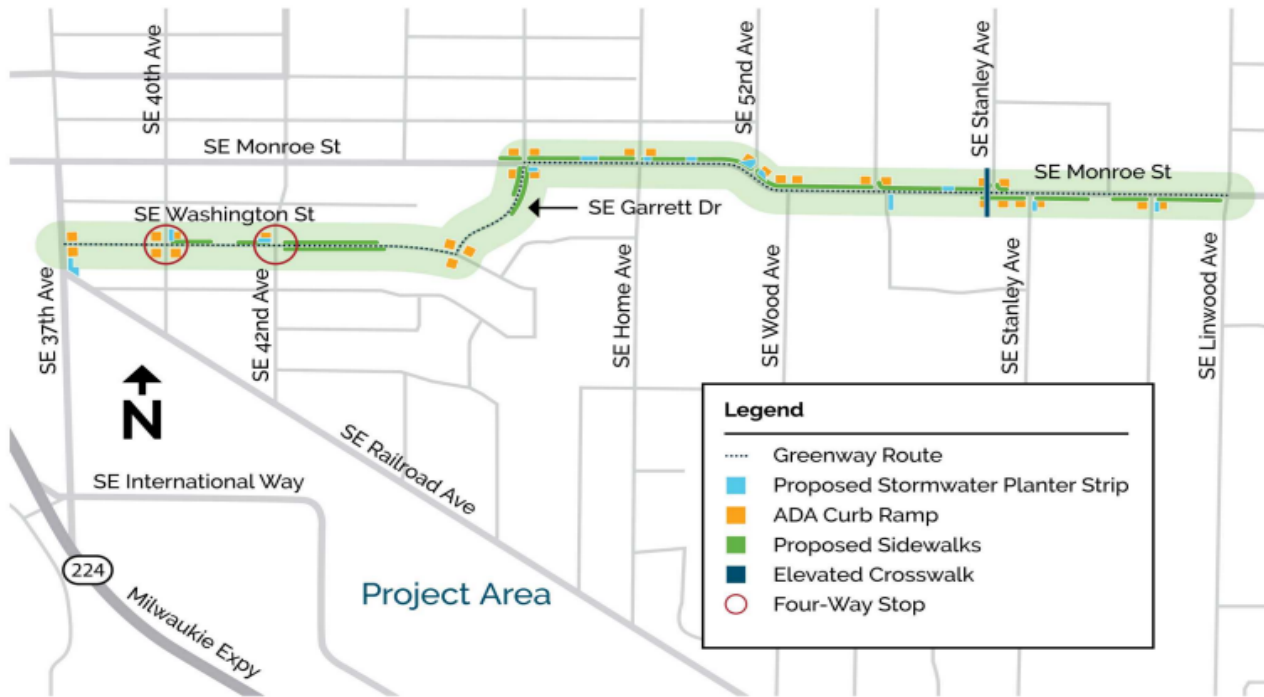 SE 40th Ave
SE 52nd Ave
SE Stanley Ave
SE Monroe St
SE Monroe St
SE Washington St
SE Garrett Dr
SE 37th Ave
SE 42nd Ave
SE Home Ave
SE Wood Ave
SE Stanley Ave
SE Linwood Ave
N
SE Railroad Ave
SE International Way
224
Milwaukie Expy
Project Area
Legend
Greenway Route
Proposed Stormwater Planter Strip
ADA Curb Ramp
Proposed Sidewalks
Elevated Crosswalk
Four-Way Stop